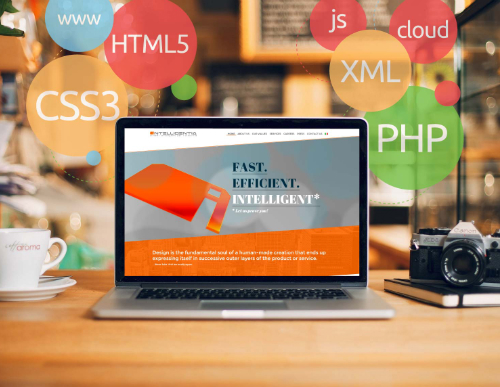 www
HTML5
CSS3
js
cloud
XML
PHP
INTELLIGENTIA
FAST.
EFFICIENT.
INTELLIGENT*
Design is the fundamental soul of a human-made creation that ends up
expressing itself in successive outer layers of the product or service.
aroma